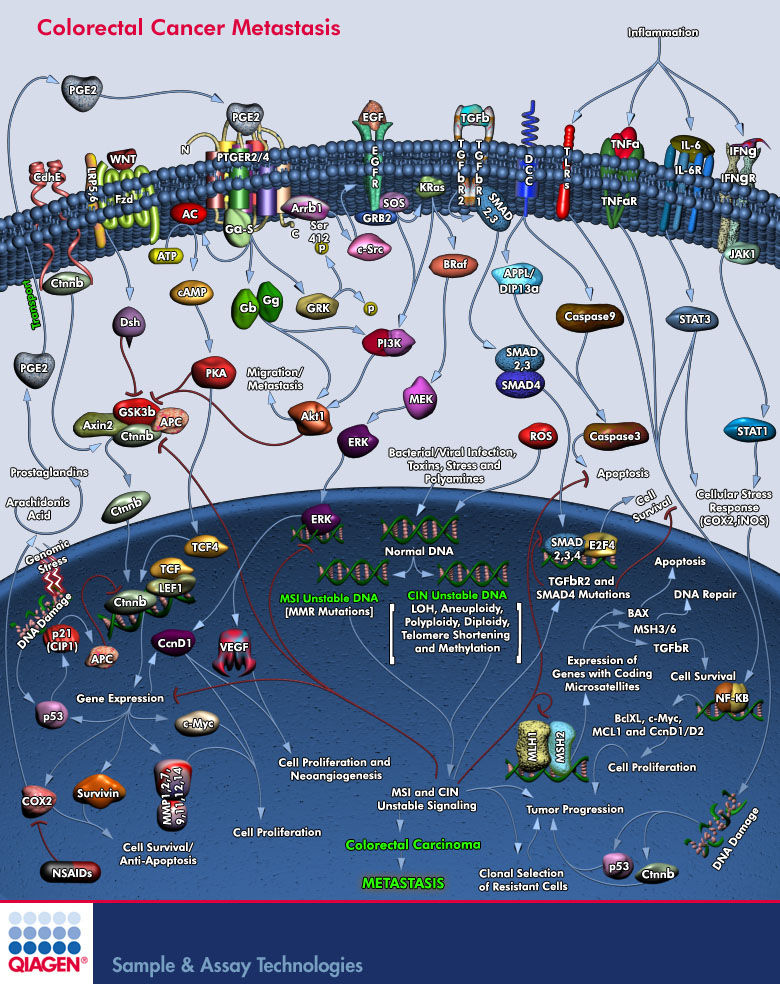 Colorectal Cancer Metastasis
Inflammation
PGE2
PGE2
EGF
TGFb
TNFa
IL-6
IFNg
CdhE
LRP5/6
WNT
Fzd
N
PTGER2/4
EGFR
TGFbR2
TGFbR1
DCC
TLRs
TNFaR
IL-6R
IFNgR
AC
Ga-S
Arrb1
C
Ser
412
P
SOS
GRB2
KRas
SMAD
2,3
JAK1
ATP
c-Src
BRaf
APPL/
DIP13a
Ctnnb
Transport
cAMP
Gb
Gg
GRK
P
Dsh
PI3K
Caspase9
STAT3
PGE2
PKA
Migration/
Metastasis
SMAD
2,3
SMAD4
MEK
GSK3b
Axin2
APC
Ctnnb
Akt1
ERK
ROS
Caspase3
STAT1
Bacterial/Viral Infection,
Toxins, Stress and
Polyamines
Apoptosis
Prostaglandins
Arachidonic
Acid
Ctnnb
Cell
Survival
Cellular Stress
Response
(COX2,iNOS)
ERK
Normal DNA
SMAD
2,3,4
E2F4
Genomic
Stress
DNA Damage
TCF4
TCF
LEF1
Ctnnb
MSI Unstable DNA
[MMR Mutations]
CIN Unstable DNA
LOH, Aneuploidy,
Polyploidy, Diploidy,
Telomere Shortening
and Methylation
TGFbR2 and
SMAD4 Mutations
Apoptosis
DNA Repair
BAX
MSH3/6
TGFbR
p21
(CIP1)
APC
CcnD1
VEGF
Expression of
Genes with Coding
Microsatellites
Cell Survival
NF-KB
Gene Expression
p53
c-Myc
BclXL, c-Myc,
MCL1 and CcnD1/D2
MLH1
MSH2
Cell Proliferation
Cell Proliferation and
Neoangiogenesis
COX2
Survivin
MMP1,2,7,
9,11,12,14
MSI and CIN
Unstable Signaling
Tumor Progression
Cell Proliferation
Cell Survival/
Anti-Apoptosis
Colorectal Carcinoma
DNA Damage
NSAIDs
METASTASIS
Clonal Selection
of Resistant Cells
p53
Ctnnb
QIAGEN®
Sample & Assay Technologies